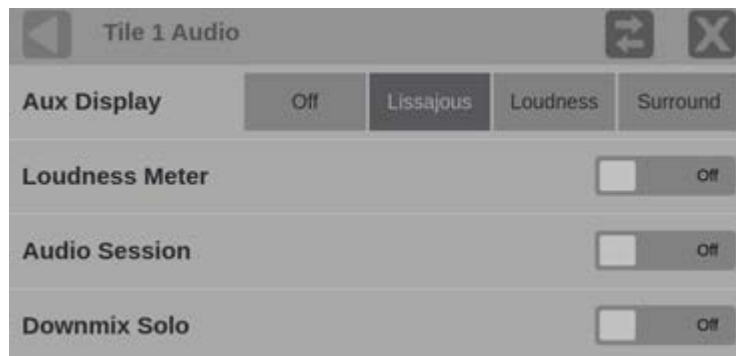 Tile 1 Audio
Aux Display Off Lissajous Loudness Surround
Loudness Meter Off
Audio Session Off
Downmix Solo Off